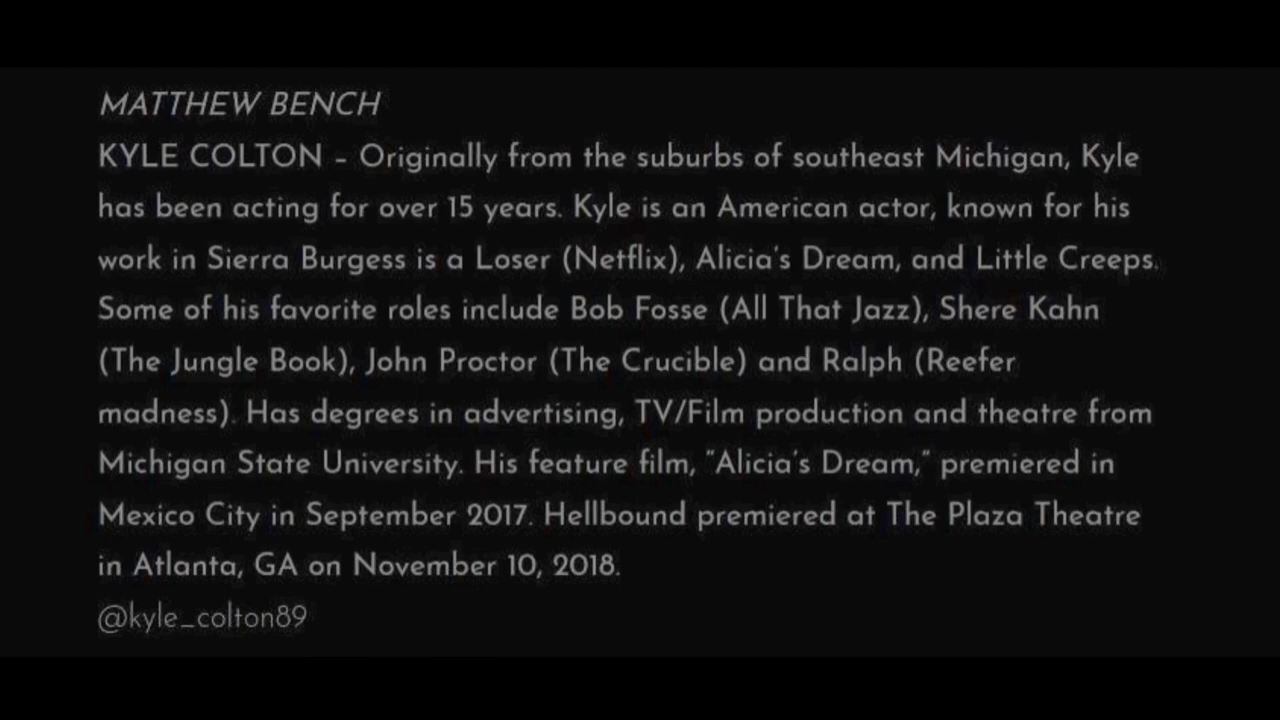 MATTHEW BENCH
KYLE COLTON – Originally from the suburbs of southeast Michigan, Kyle
has been acting for over 15 years. Kyle is an American actor, known for his
work in Sierra Burgess is a Loser (Netflix), Alicia's Dream, and Little Creeps.
Some of his favorite roles include Bob Fosse (All That Jazz), Shere Kahn
(The Jungle Book), John Proctor (The Crucible) and Ralph (Reefer
madness). Has degrees in advertising, TV/Film production and theatre from
Michigan State University. His feature film, "Alicia's Dream," premiered in
Mexico City in September 2017. Hellbound premiered at The Plaza Theatre
in Atlanta, GA on November 10, 2018.
@kyle_colton89